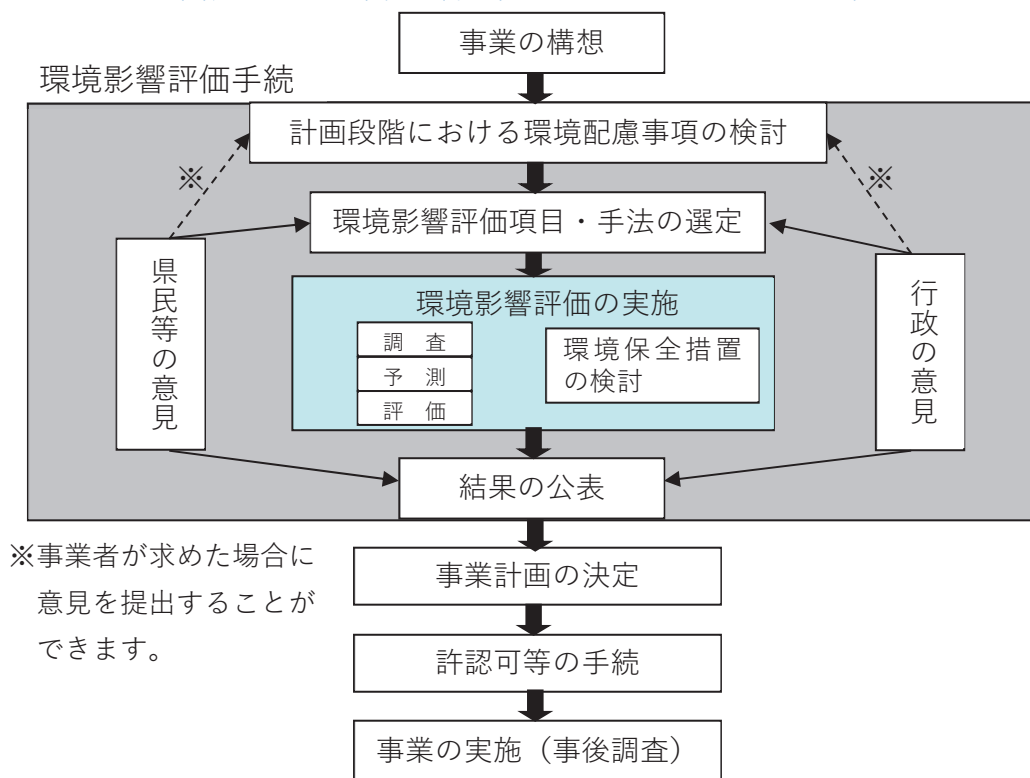 事業の構想
環境影響評価手続
計画段階における環境配慮事項の検討
※
※
環境影響評価項目・手法の選定
県民等の意見
行政の意見
環境影響評価の実施
調　査
予　測
評　価
環境保全措置
の検討
結果の公表
※事業者が求めた場合に
意見を提出することが
できます。
事業計画の決定
許認可等の手続
事業の実施（事後調査）